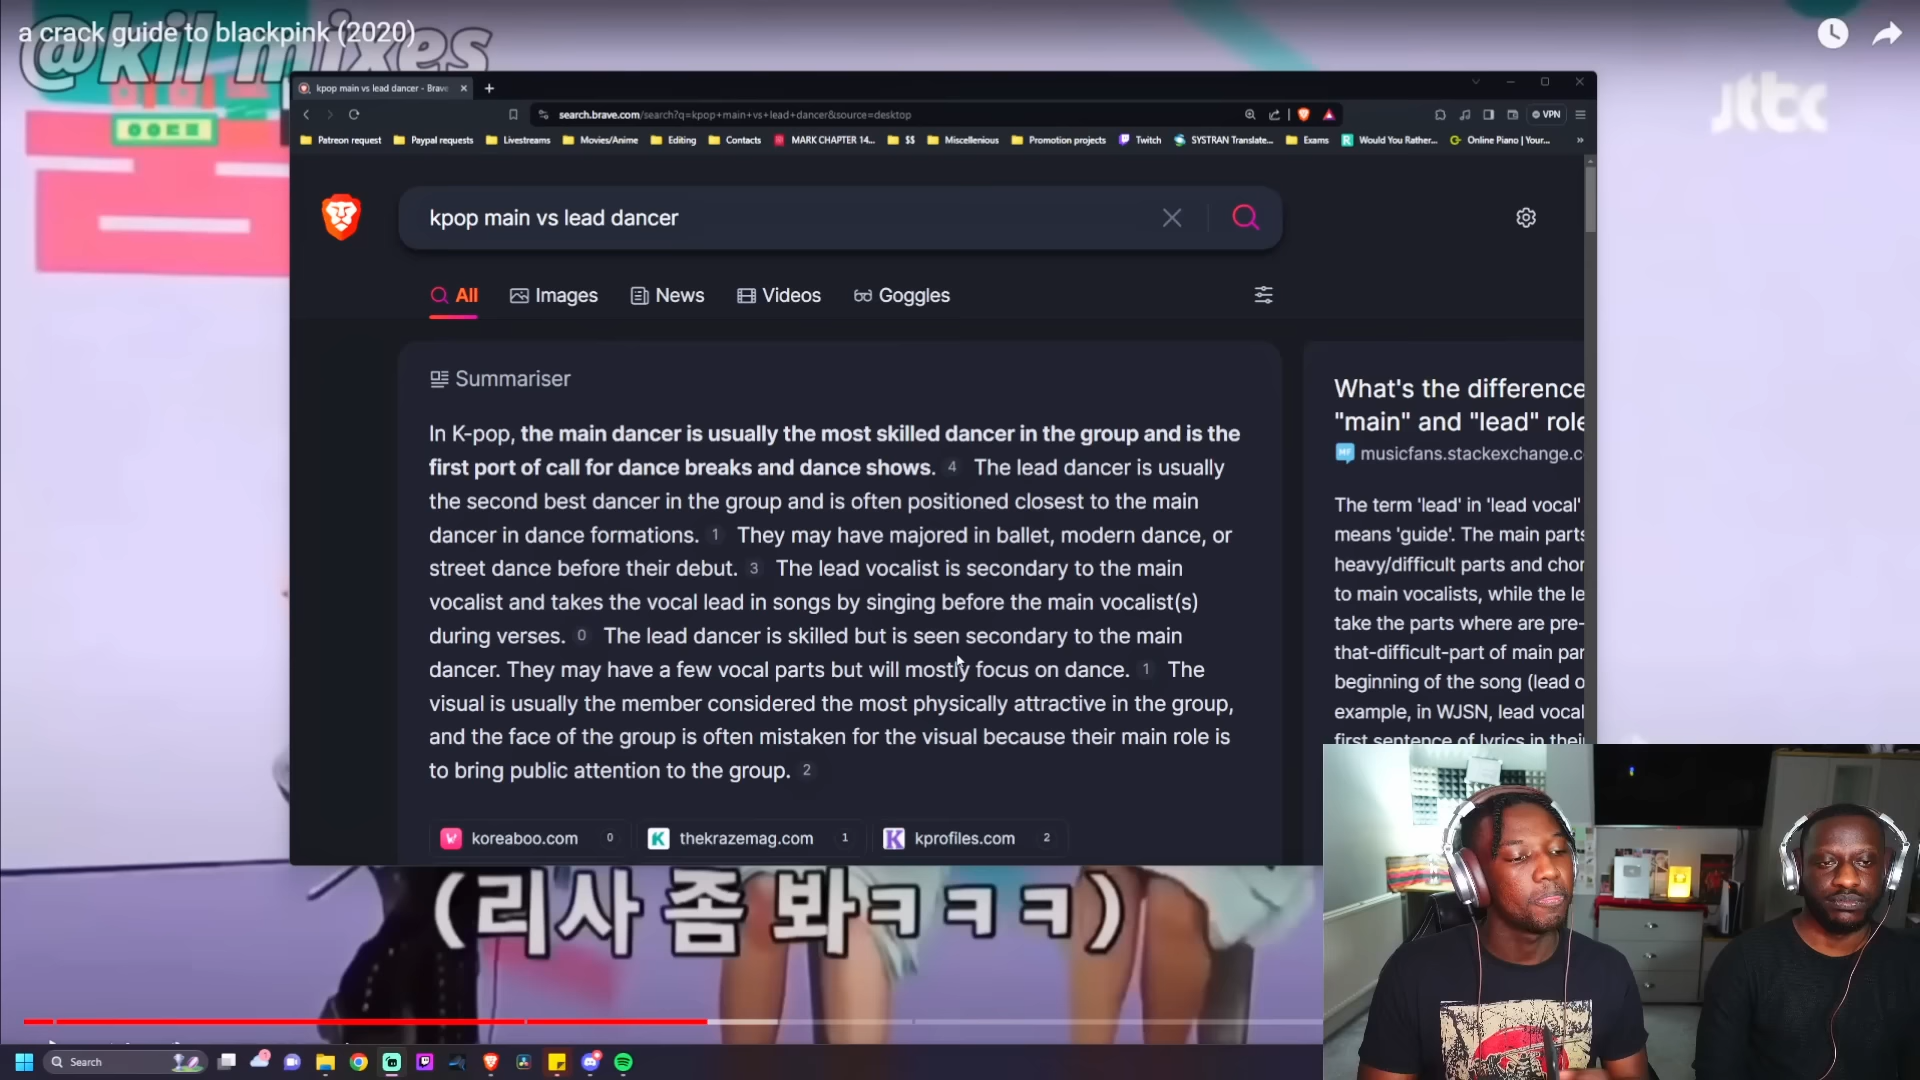 a crack guide to blackpink (2020)
@kil mixes
jtbc
kpop main vs lead dancer - Brave
search.brave.com/search?q=kpop+main+vs+lead+dancer&source=desktop
VPN
Patreon request
Paypal requests
Livestreams
Movies/Anime
Editing
Contacts
MARK CHAPTER 14...
$$
Miscellenious
Promotion projects
Twitch
SYSTRAN Translate...
Exams
Would You Rather...
Online Piano | Your...
kpop main vs lead dancer
All
Images
News
Videos
Goggles
Summariser
In K-pop, the main dancer is usually the most skilled dancer in the group and is the
first port of call for dance breaks and dance shows. 4 The lead dancer is usually
the second best dancer in the group and is often positioned closest to the main
dancer in dance formations. 1 They may have majored in ballet, modern dance, or
street dance before their debut. 3 The lead vocalist is secondary to the main
vocalist and takes the vocal lead in songs by singing before the main vocalist(s)
during verses. 0 The lead dancer is skilled but is seen secondary to the main
dancer. They may have a few vocal parts but will mostly focus on dance. 1 The
visual is usually the member considered the most physically attractive in the group,
and the face of the group is often mistaken for the visual because their main role is
to bring public attention to the group. 2
koreaboo.com 0
thekrazemag.com 1
kprofiles.com 2
What's the difference
"main" and "lead" role
musicfans.stackexchange.c
The term 'lead' in 'lead vocal'
means 'guide'. The main parts
heavy/difficult parts and chor
to main vocalists, while the le
take the parts where are pre-
that-difficult-part of main par
beginning of the song (lead o
example, in WJSN, lead vocal
first sentence of lyrics in thei
(리사 좀 봐ㅋㅋㅋ)
Search